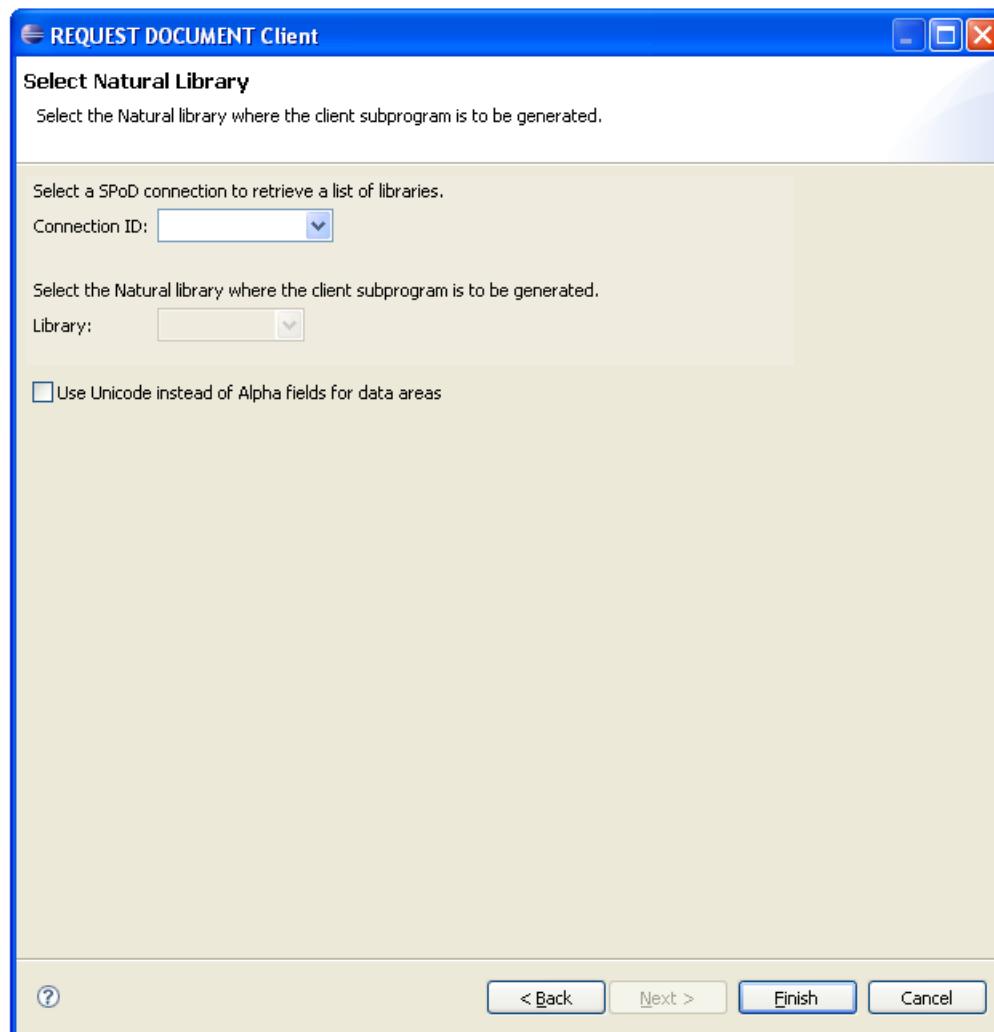 REQUEST DOCUMENT Client
Select Natural Library
Select the Natural library where the client subprogram is to be generated.
Select a SPoD connection to retrieve a list of libraries.
Connection ID:
Select the Natural library where the client subprogram is to be generated.
Library:
Use Unicode instead of Alpha fields for data areas
? < Back Next > Finish Cancel